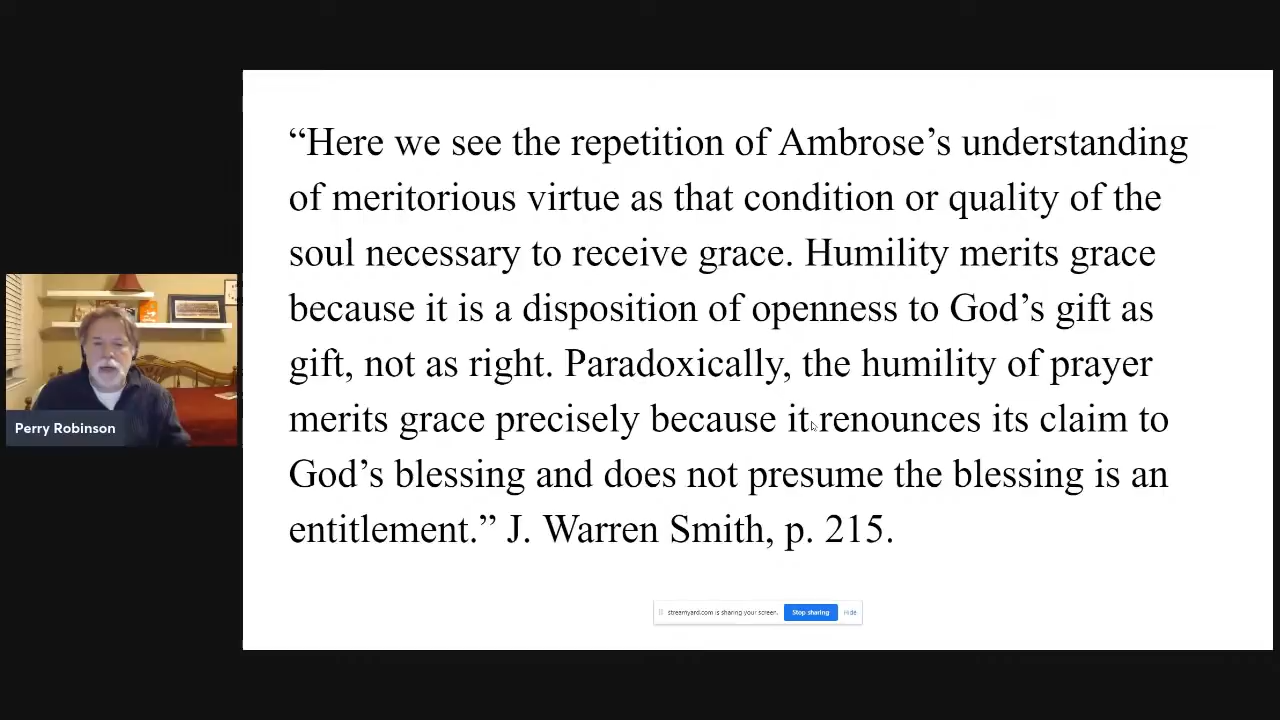 “Here we see the repetition of Ambrose’s understanding
of meritorious virtue as that condition or quality of the
soul necessary to receive grace. Humility merits grace
because it is a disposition of openness to God’s gift as
gift, not as right. Paradoxically, the humility of prayer
merits grace precisely because it renounces its claim to
God’s blessing and does not presume the blessing is an
entitlement.” J. Warren Smith, p. 215.
Perry Robinson
streamyard.com is sharing your screen. Stop sharing Hide